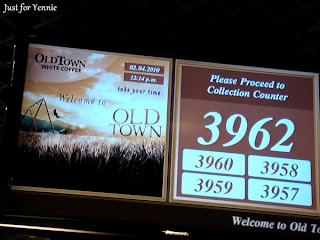 Just for Yennie
OLDTOWN
WHITE COFFEE
02.04.2010
12:14 p.m.
take your time
Welcome to
OLD
TOWN
Please Proceed to
Collection Counter
3962
3960 3958
3959 3957
Welcome to Old To